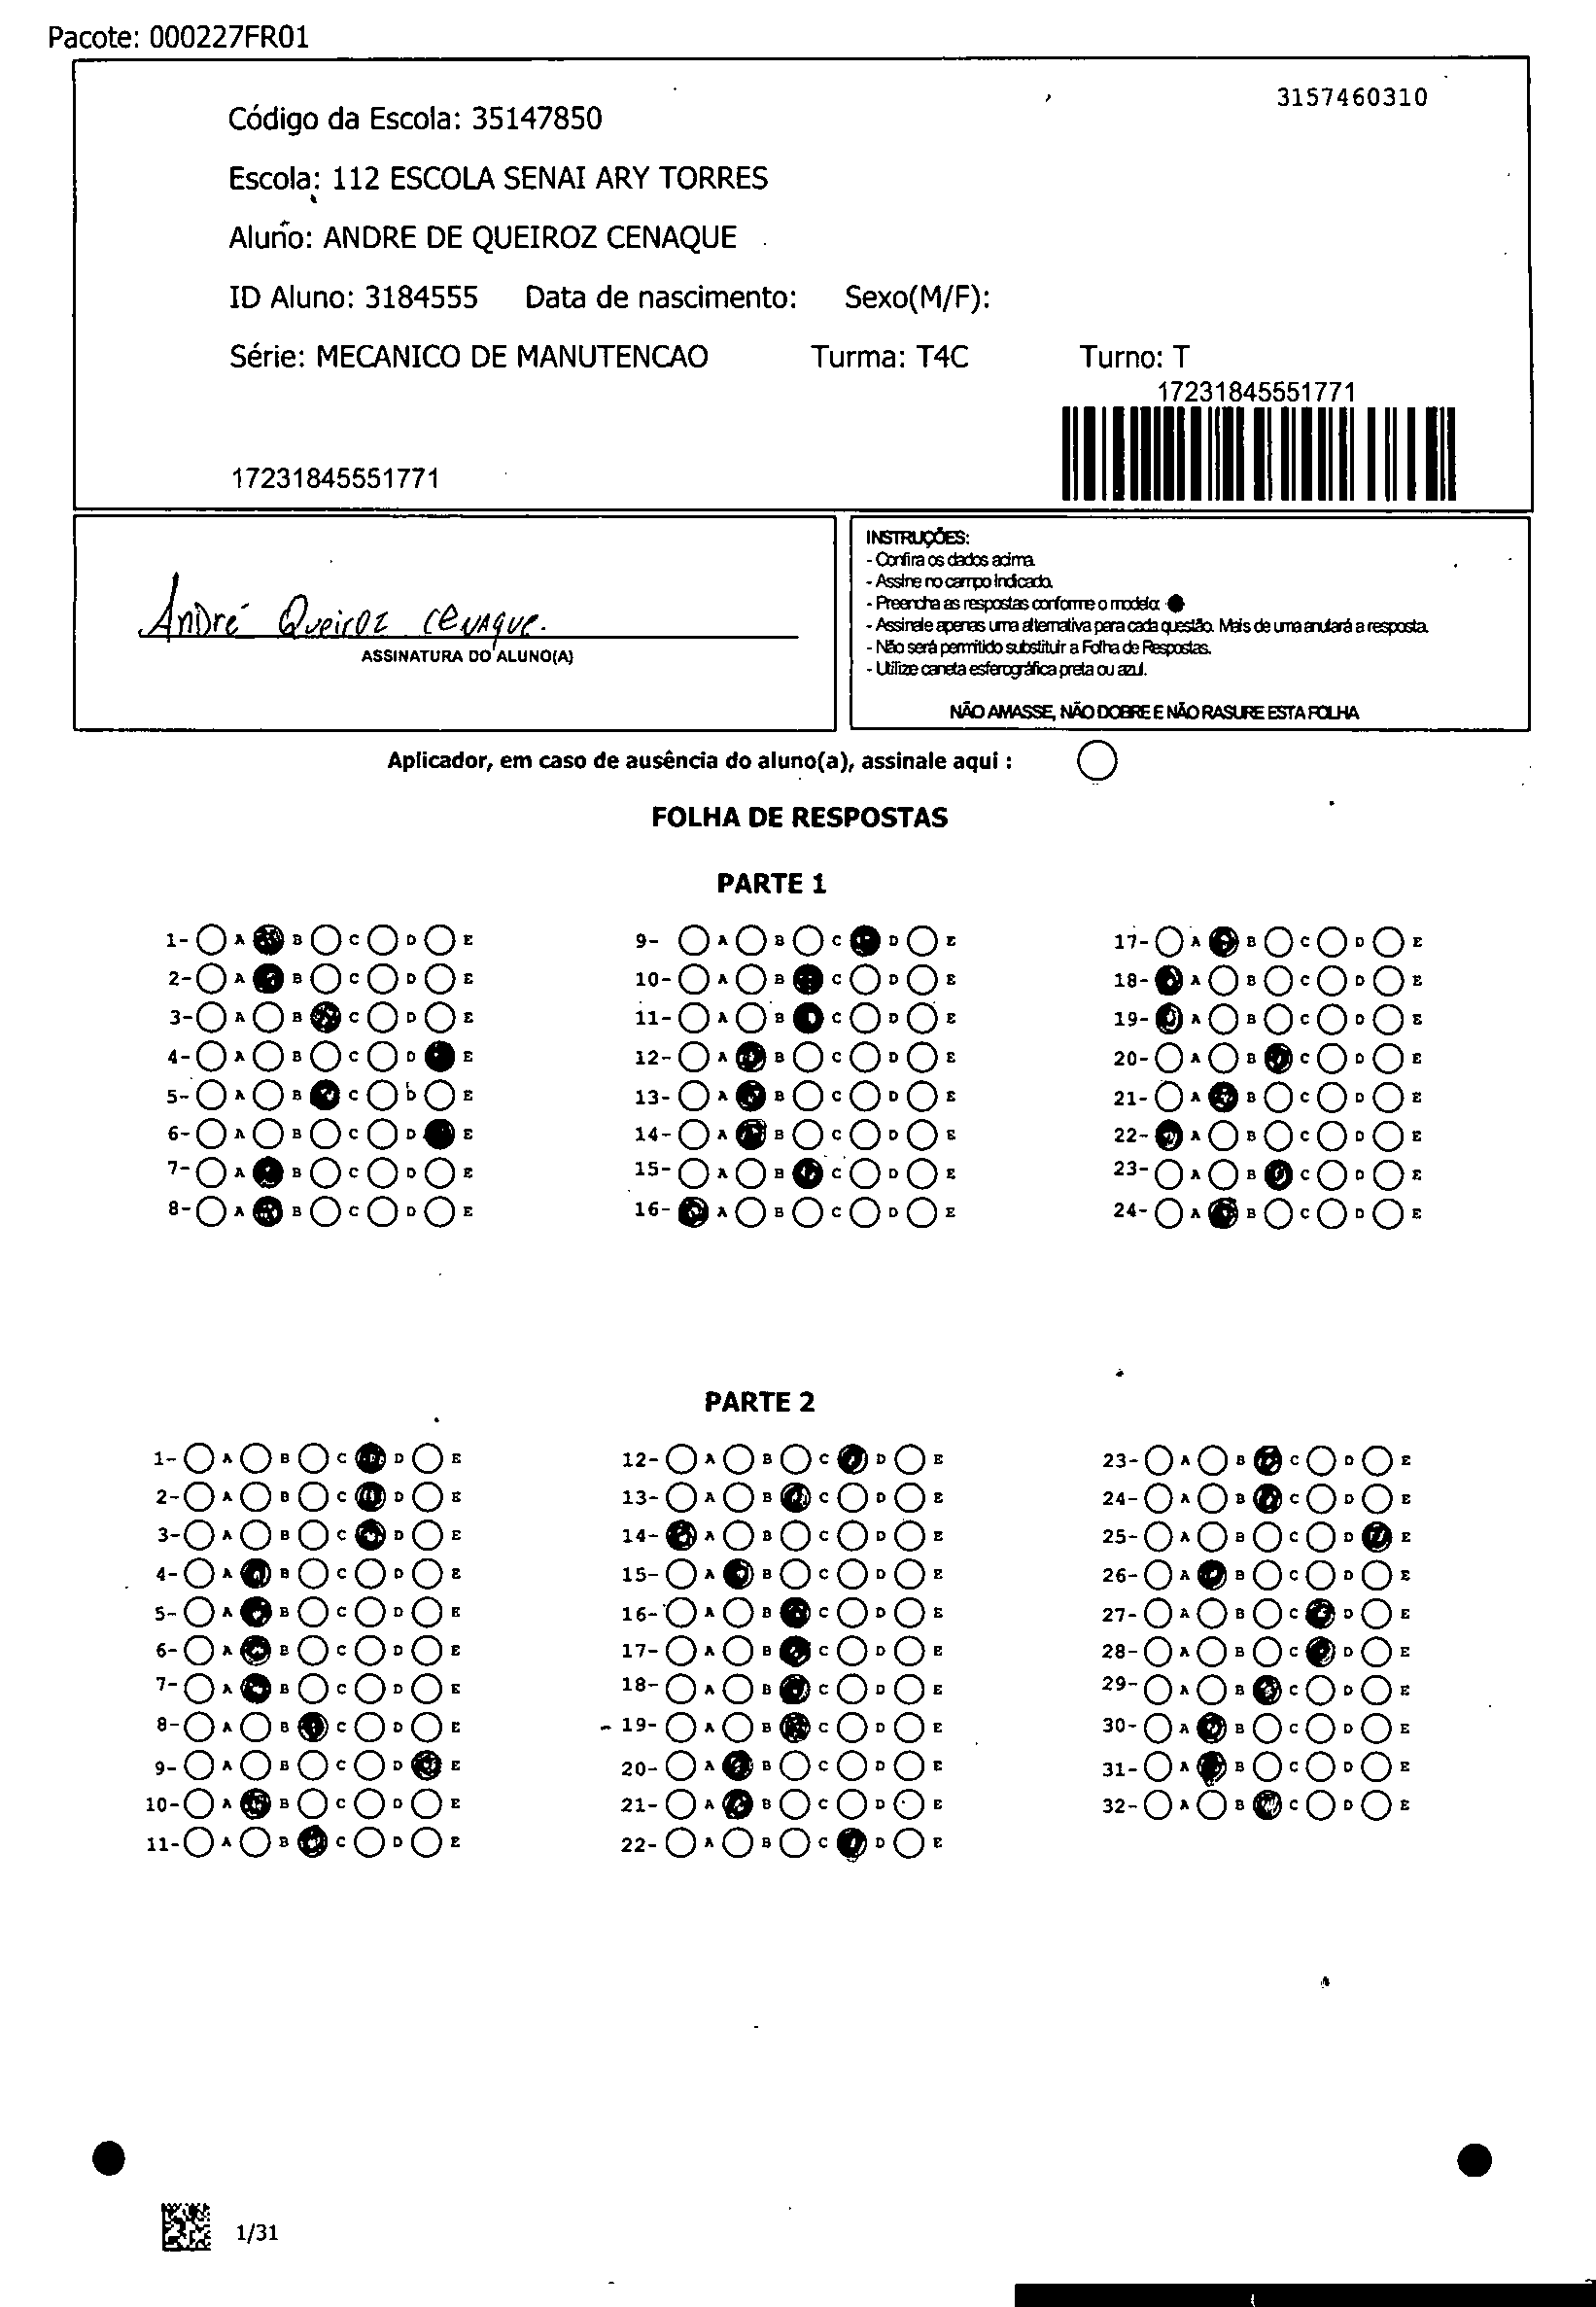 Pacote: 000227FR01
3157460310
Código da Escola: 35147850
Escola: 112 ESCOLA SENAI ARY TORRES
Aluno: ANDRE DE QUEIROZ CENAQUE
ID Aluno: 3184555 Data de nascimento: Sexo(M/F):
Série: MECANICO DE MANUTENCAO Turma: T4C Turno: T
17231845551771
17231845551771
André Queiroz Cenaque.
ASSINATURA DO ALUNO(A)
INSTRUÇÕES:
- Confira os dados acima.
- Assine no campo indicado.
- Preencha as respostas conforme o modelo:
- Assinale apenas uma alternativa para cada questão. Mais de uma anulará a resposta.
- Não será permitido substituir a Folha de Respostas.
- Utilize caneta esferográfica preta ou azul.
NÃO AMASSE, NÃO DOBRE E NÃO RASURE ESTA FOLHA
Aplicador, em caso de ausência do aluno(a), assinale aqui :
FOLHA DE RESPOSTAS
PARTE 1
1- A B C D E 9- A B C D E 17- A B C D E
2- A B C D E 10- A B C D E 18- A B C D E
3- A B C D E 11- A B C D E 19- A B C D E
4- A B C D E 12- A B C D E 20- A B C D E
5- A B C D E 13- A B C D E 21- A B C D E
6- A B C D E 14- A B C D E 22- A B C D E
7- A B C D E 15- A B C D E 23- A B C D E
8- A B C D E 16- A B C D E 24- A B C D E
PARTE 2
1- A B C D E 12- A B C D E 23- A B C D E
2- A B C D E 13- A B C D E 24- A B C D E
3- A B C D E 14- A B C D E 25- A B C D E
4- A B C D E 15- A B C D E 26- A B C D E
5- A B C D E 16- A B C D E 27- A B C D E
6- A B C D E 17- A B C D E 28- A B C D E
7- A B C D E 18- A B C D E 29- A B C D E
8- A B C D E 19- A B C D E 30- A B C D E
9- A B C D E 20- A B C D E 31- A B C D E
10- A B C D E 21- A B C D E 32- A B C D E
11- A B C D E 22- A B C D E
1/31